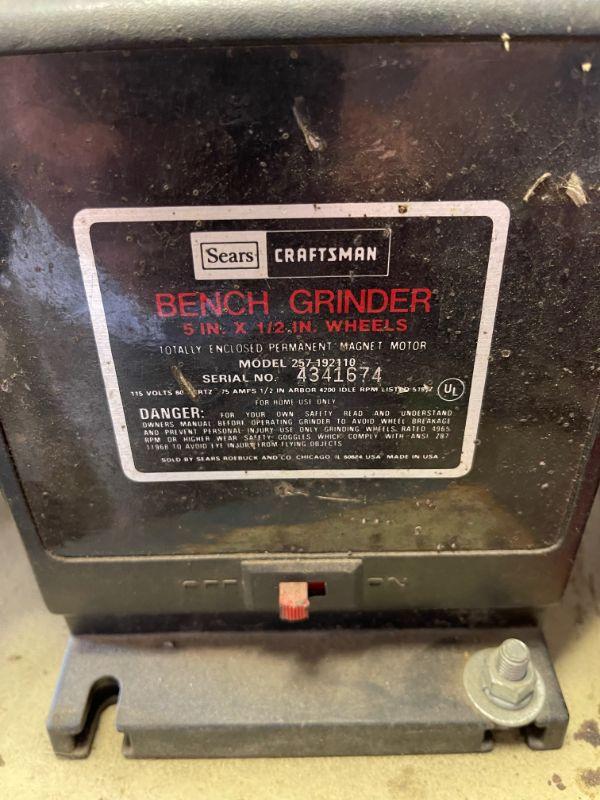 Sears CRAFTSMAN
BENCH GRINDER
5 IN. X 1/2 IN. WHEELS
TOTALLY ENCLOSED PERMANENT MAGNET MOTOR
MODEL 257.192110
SERIAL NO. 4341674
115 VOLTS 60 HERTZ .75 AMPS 1/2 IN ARBOR 4200 IDLE RPM LISTED UL
FOR HOME USE ONLY
DANGER: FOR YOUR OWN SAFETY READ AND UNDERSTAND
OWNERS MANUAL BEFORE OPERATING GRINDER TO AVOID WHEEL BREAKAGE
AND PREVENT PERSONAL INJURY USE ONLY GRINDING WHEELS RATED 4965
RPM OR HIGHER WEAR SAFETY GOGGLES WHICH COMPLY WITH ANSI Z87
1 1968 TO AVOID EYE INJURY FROM FLYING OBJECTS
SOLD BY SEARS ROEBUCK AND CO. CHICAGO IL 60684 USA MADE IN USA
OFF ON